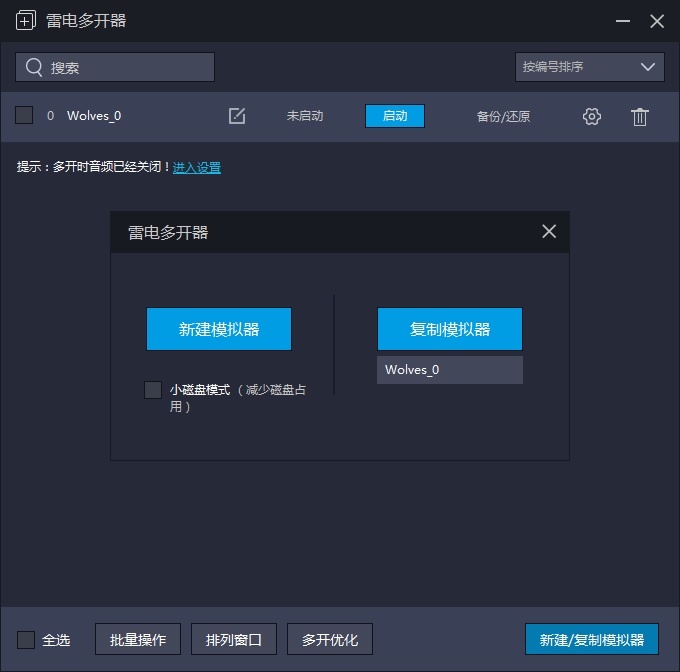 雷电多开器
搜索
按编号排序
0 Wolves_0 未启动 启动 备份/还原
提示：多开时音频已经关闭！进入设置
雷电多开器
新建模拟器
复制模拟器
Wolves_0
小磁盘模式（减少磁盘占
用）
全选 批量操作 排列窗口 多开优化 新建/复制模拟器